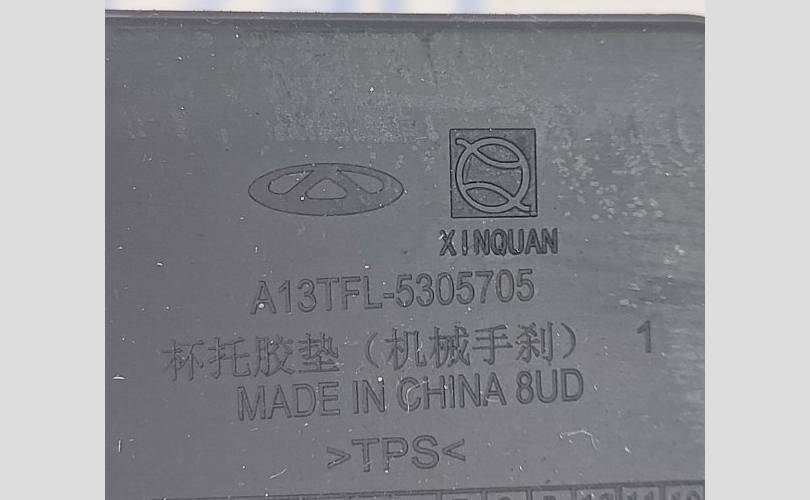 XINQUAN
A13TFL-5305705
杯托胶垫（机械手刹） 1
MADE IN CHINA 8UD
>TPS<